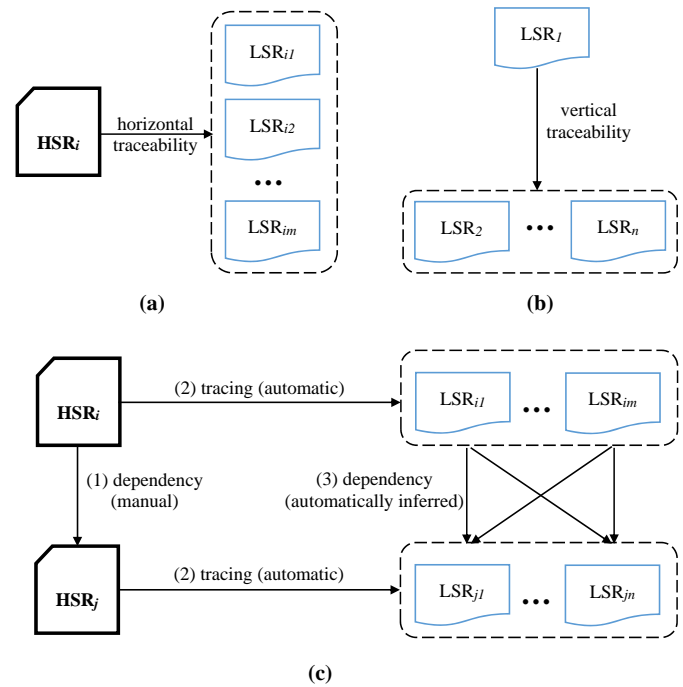 LSRi1
HSRi
horizontal
traceability
LSRi2
•••
LSRim
(a)
LSR1
vertical
traceability
LSR2
•••
LSRn
(b)
HSRi
(2) tracing (automatic)
LSRi1
•••
LSRim
(1) dependency
(manual)
(3) dependency
(automatically inferred)
HSRj
(2) tracing (automatic)
LSRj1
•••
LSRjn
(c)